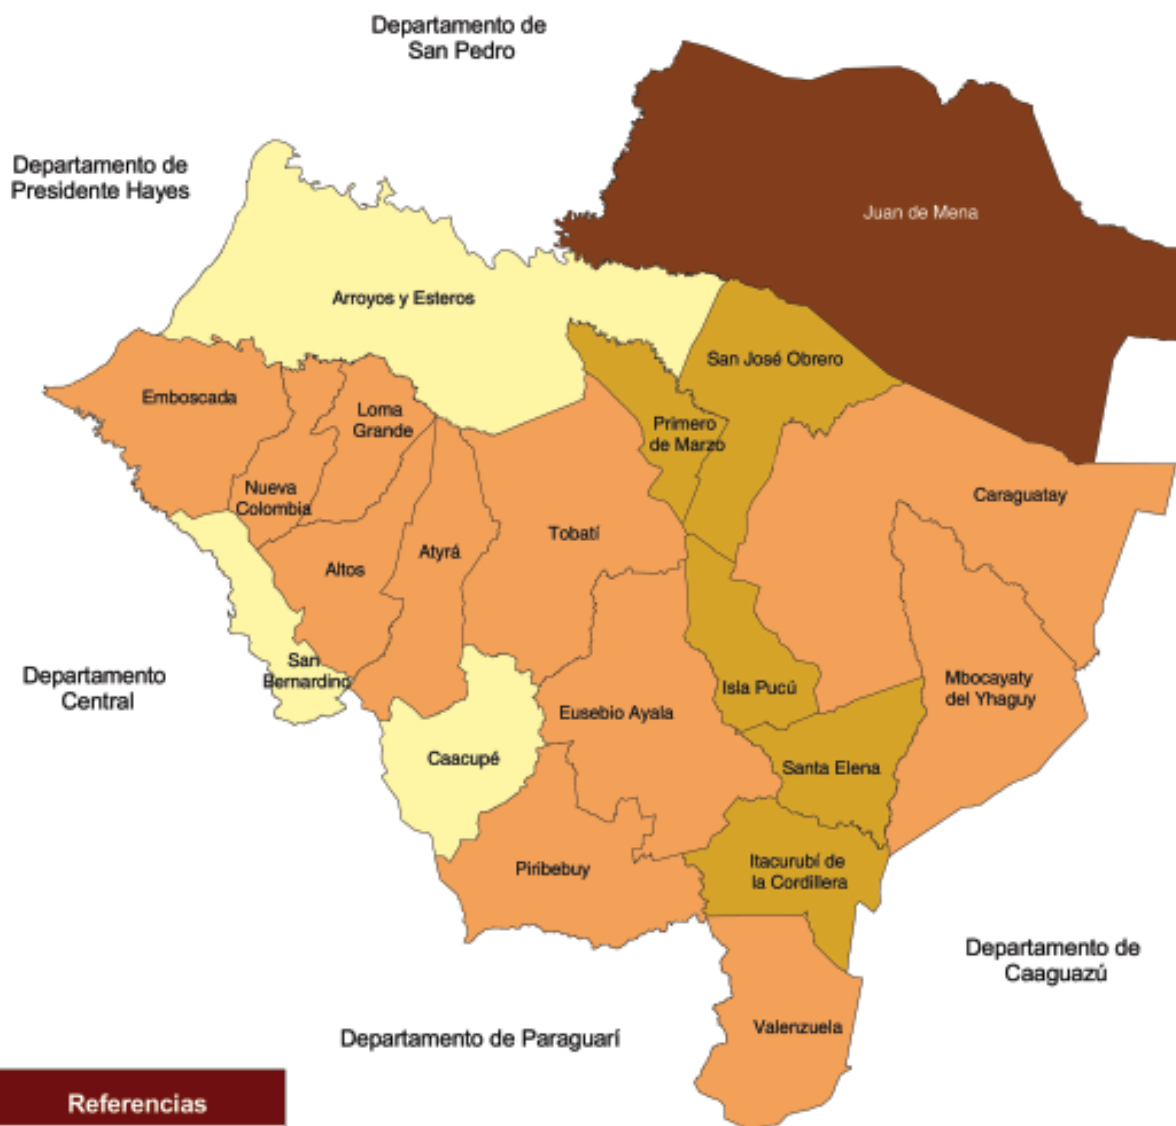 Departamento de
San Pedro
Departamento de
Presidente Hayes
Juan de Mena
Arroyos y Esteros
San José Obrero
Emboscada
Loma
Grande
Primero
de Marzo
Nueva
Colombia
Caraguatay
Tobatí
Atyrá
Altos
San
Bernardino
Departamento
Central
Isla Pucú
Mbocayaty
del Yhaguy
Eusebio Ayala
Caacupé
Santa Elena
Piribebuy
Itacurubí de
la Cordillera
Departamento de
Caaguazú
Valenzuela
Departamento de Paraguarí
Referencias